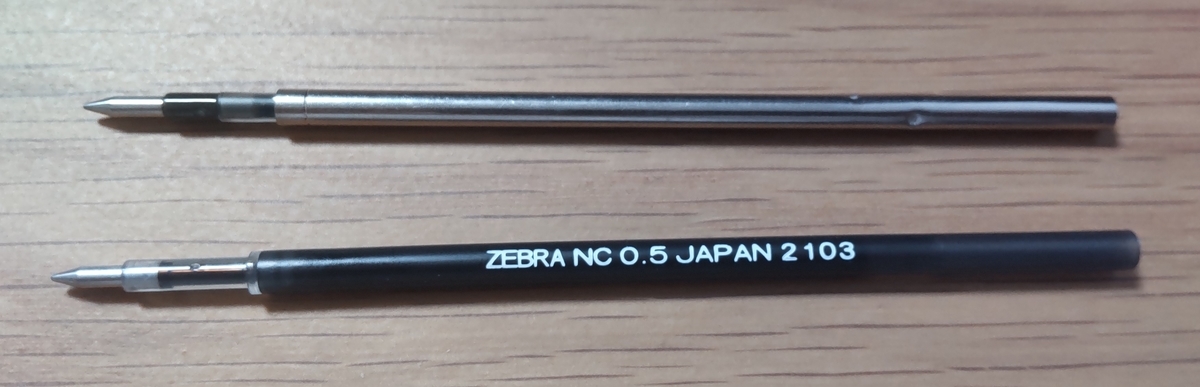 ZEBRA NC 0.5 JAPAN 2103